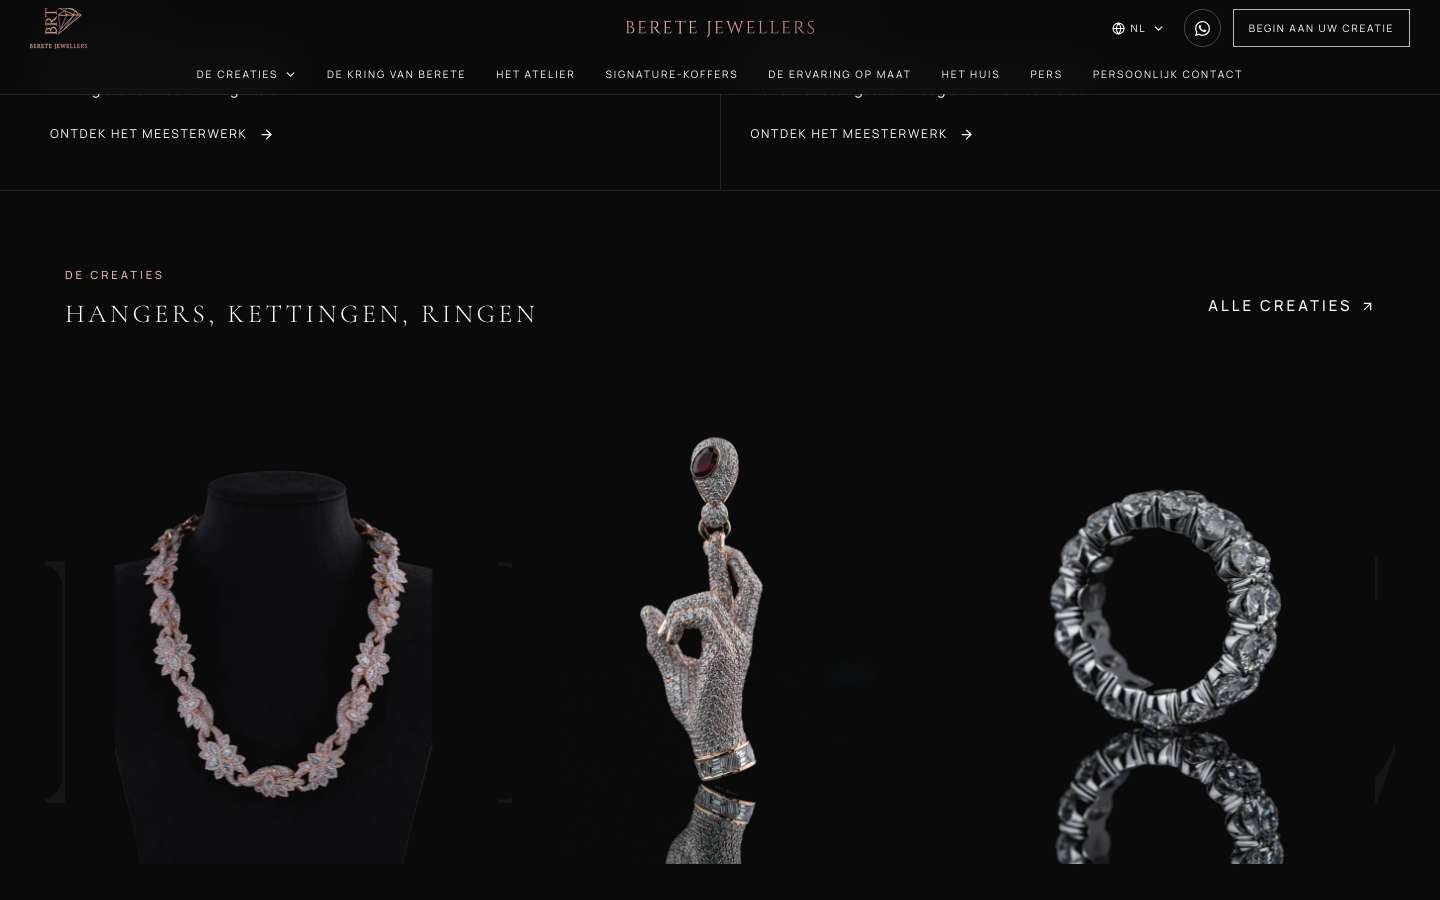 BRT
BERETE JEWELLERS
BERETE JEWELLERS
NL
BEGIN AAN UW CREATIE
DE CREATIES
DE KRING VAN BERETE
HET ATELIER
SIGNATURE-KOFFERS
DE ERVARING OP MAAT
HET HUIS
PERS
PERSOONLIJK CONTACT
ONTDEK HET MEESTERWERK
ONTDEK HET MEESTERWERK
DE CREATIES
HANGERS, KETTINGEN, RINGEN
ALLE CREATIES